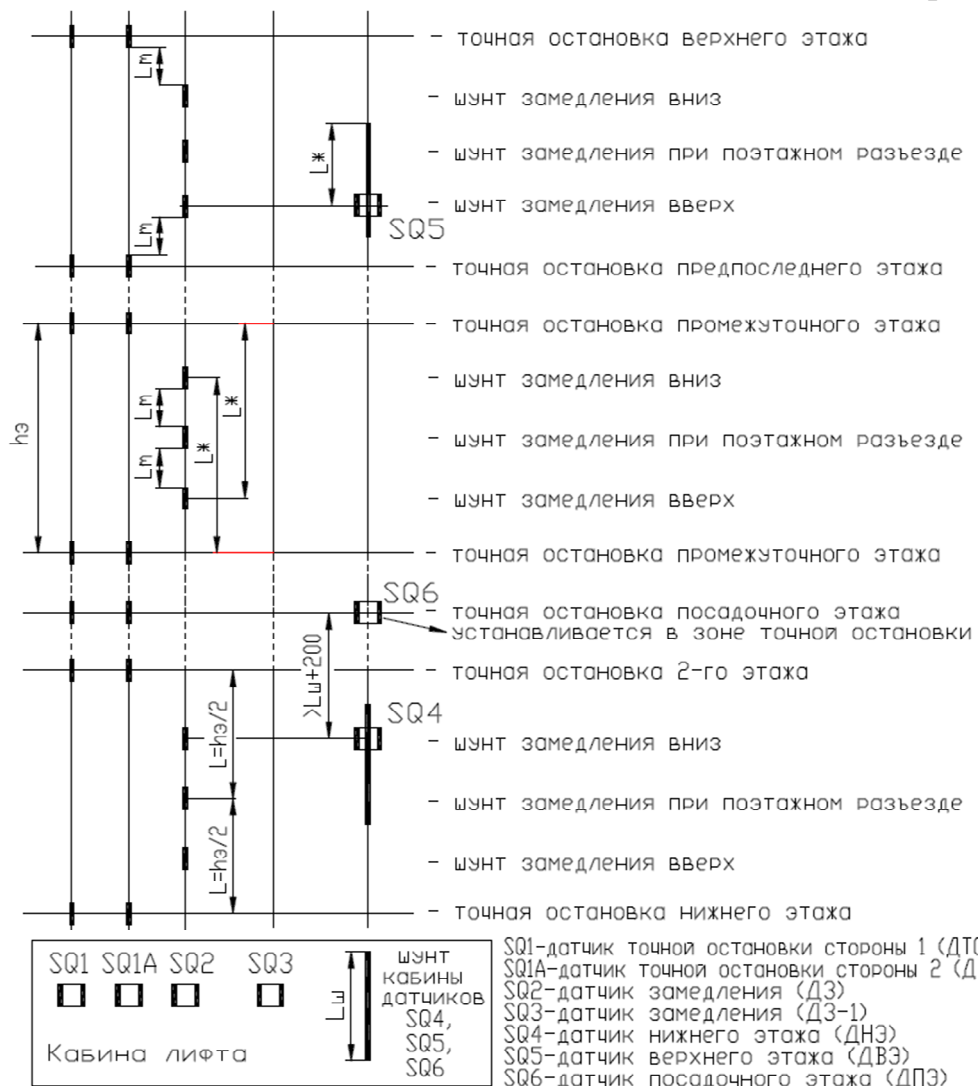 - точная остановка верхнего этажа
Lm
- шунт замедления вниз
L*
- шунт замедления при поэтажном разъезде
- шунт замедления вверх
Lm
SQ5
- точная остановка предпоследнего этажа
- точная остановка промежуточного этажа
- шунт замедления вниз
Lm
L*
hэ
- шунт замедления при поэтажном разъезде
L*
Lm
- шунт замедления вверх
- точная остановка промежуточного этажа
SQ6
- точная остановка посадочного этажа
устанавливается в зоне точной остановки
>Lш+200
- точная остановка 2-го этажа
SQ4
L=hэ/2
- шунт замедления вниз
- шунт замедления при поэтажном разъезде
L=hэ/2
- шунт замедления вверх
- точная остановка нижнего этажа
SQ1 SQ1A SQ2 SQ3
Lш
шунт
кабины
датчиков
SQ4,
SQ5,
SQ6
Кабина лифта
SQ1-датчик точной остановки стороны 1 (ДТО
SQ1A-датчик точной остановки стороны 2 (Д
SQ2-датчик замедления (ДЗ)
SQ3-датчик замедления (ДЗ-1)
SQ4-датчик нижнего этажа (ДНЭ)
SQ5-датчик верхнего этажа (ДВЭ)
SQ6-датчик посадочного этажа (ДПЭ)